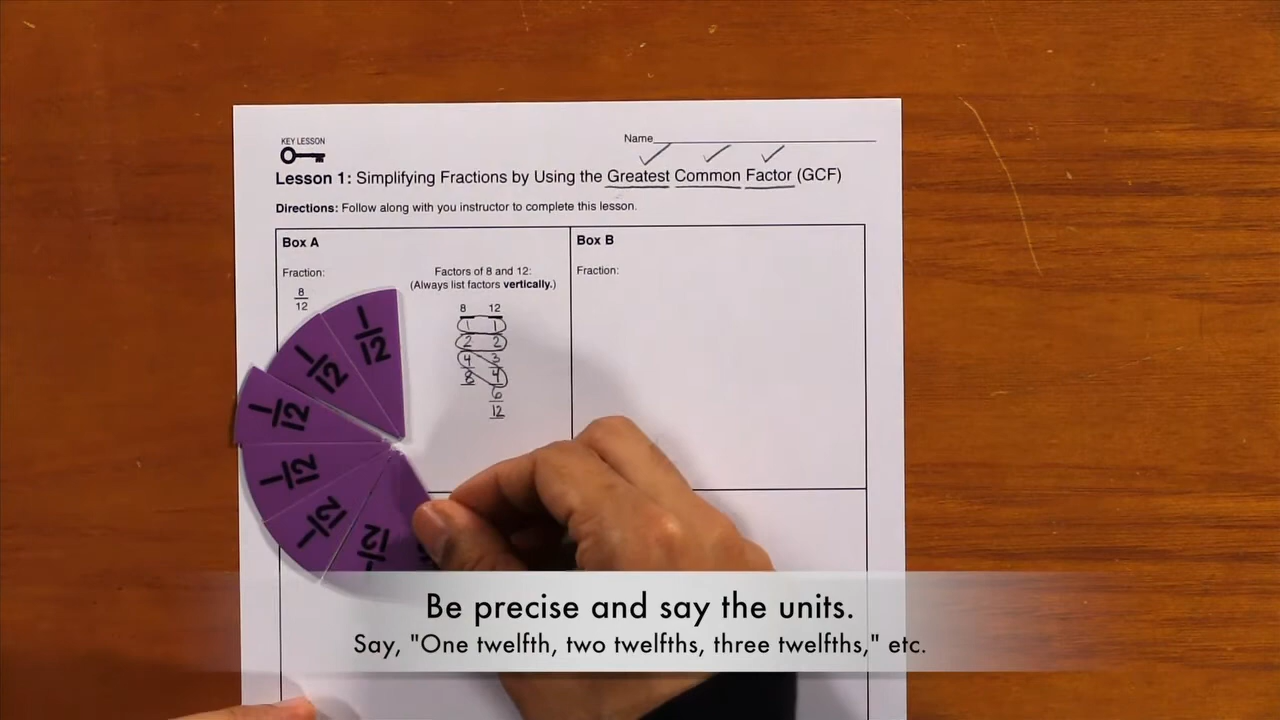 KEY LESSON
Name
Lesson 1: Simplifying Fractions by Using the Greatest Common Factor (GCF)
Directions: Follow along with you instructor to complete this lesson.
Box A
Box B
Fraction:
Factors of 8 and 12:
(Always list factors vertically.)
Fraction:
8
12
8 12
1 1
2 2
4 3
8 4
6
12
1
12
1
12
1
12
1
12
1
12
1
12
Be precise and say the units.
Say, "One twelfth, two twelfths, three twelfths," etc.